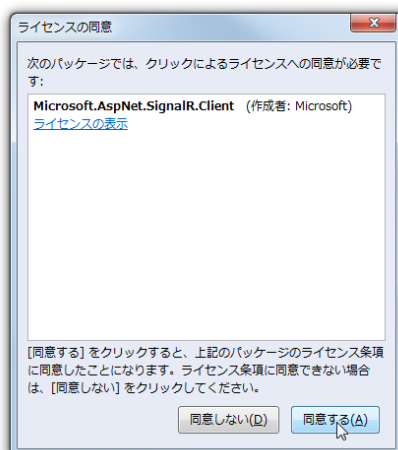 ライセンスの同意
次のパッケージでは、クリックによるライセンスへの同意が必要で
す:
Microsoft.AspNet.SignalR.Client (作成者: Microsoft)
ライセンスの表示
[同意する] をクリックすると、上記のパッケージのライセンス条項
に同意したことになります。ライセンス条項に同意できない場合
は、[同意しない] をクリックしてください。
同意しない(D) 同意する(A)